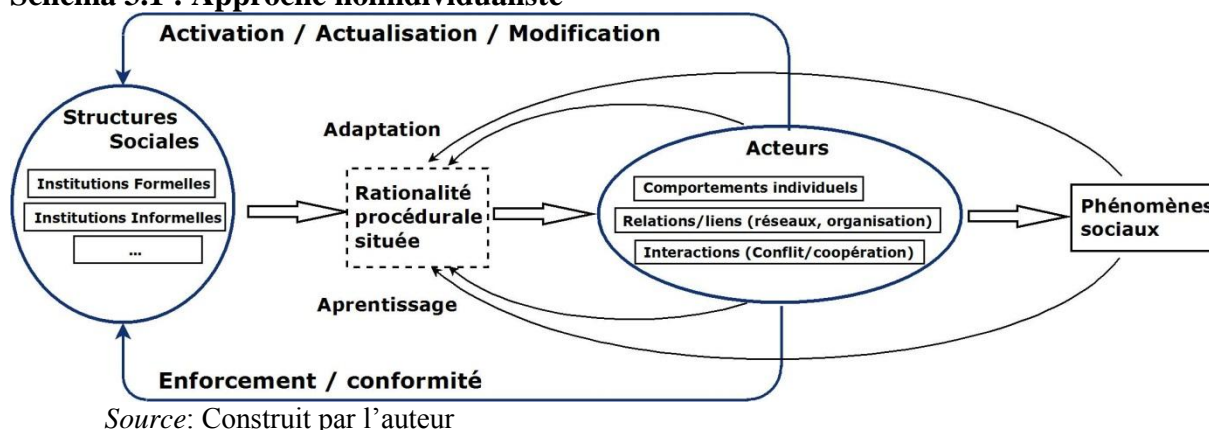 Schéma 3.1 : Approche holindividualiste
Activation / Actualisation / Modification
Structures
Sociales
Institutions Formelles
Institutions Informelles
...
Adaptation
Rationalité
procédurale
située
Aprentissage
Acteurs
Comportements individuels
Relations/liens (réseaux, organisation)
Interactions (Conflit/coopération)
Phénomènes
sociaux
Enforcement / conformité
Source: Construit par l’auteur